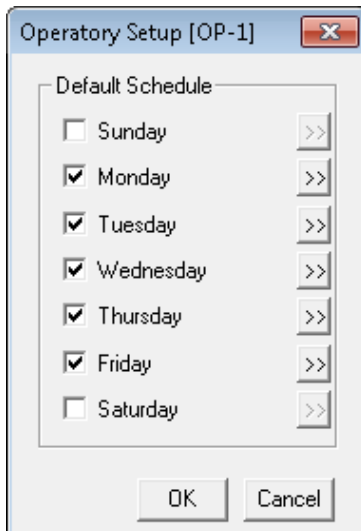 Operatory Setup [OP-1]
Default Schedule
Sunday >>
Monday >>
Tuesday >>
Wednesday >>
Thursday >>
Friday >>
Saturday >>
OK Cancel